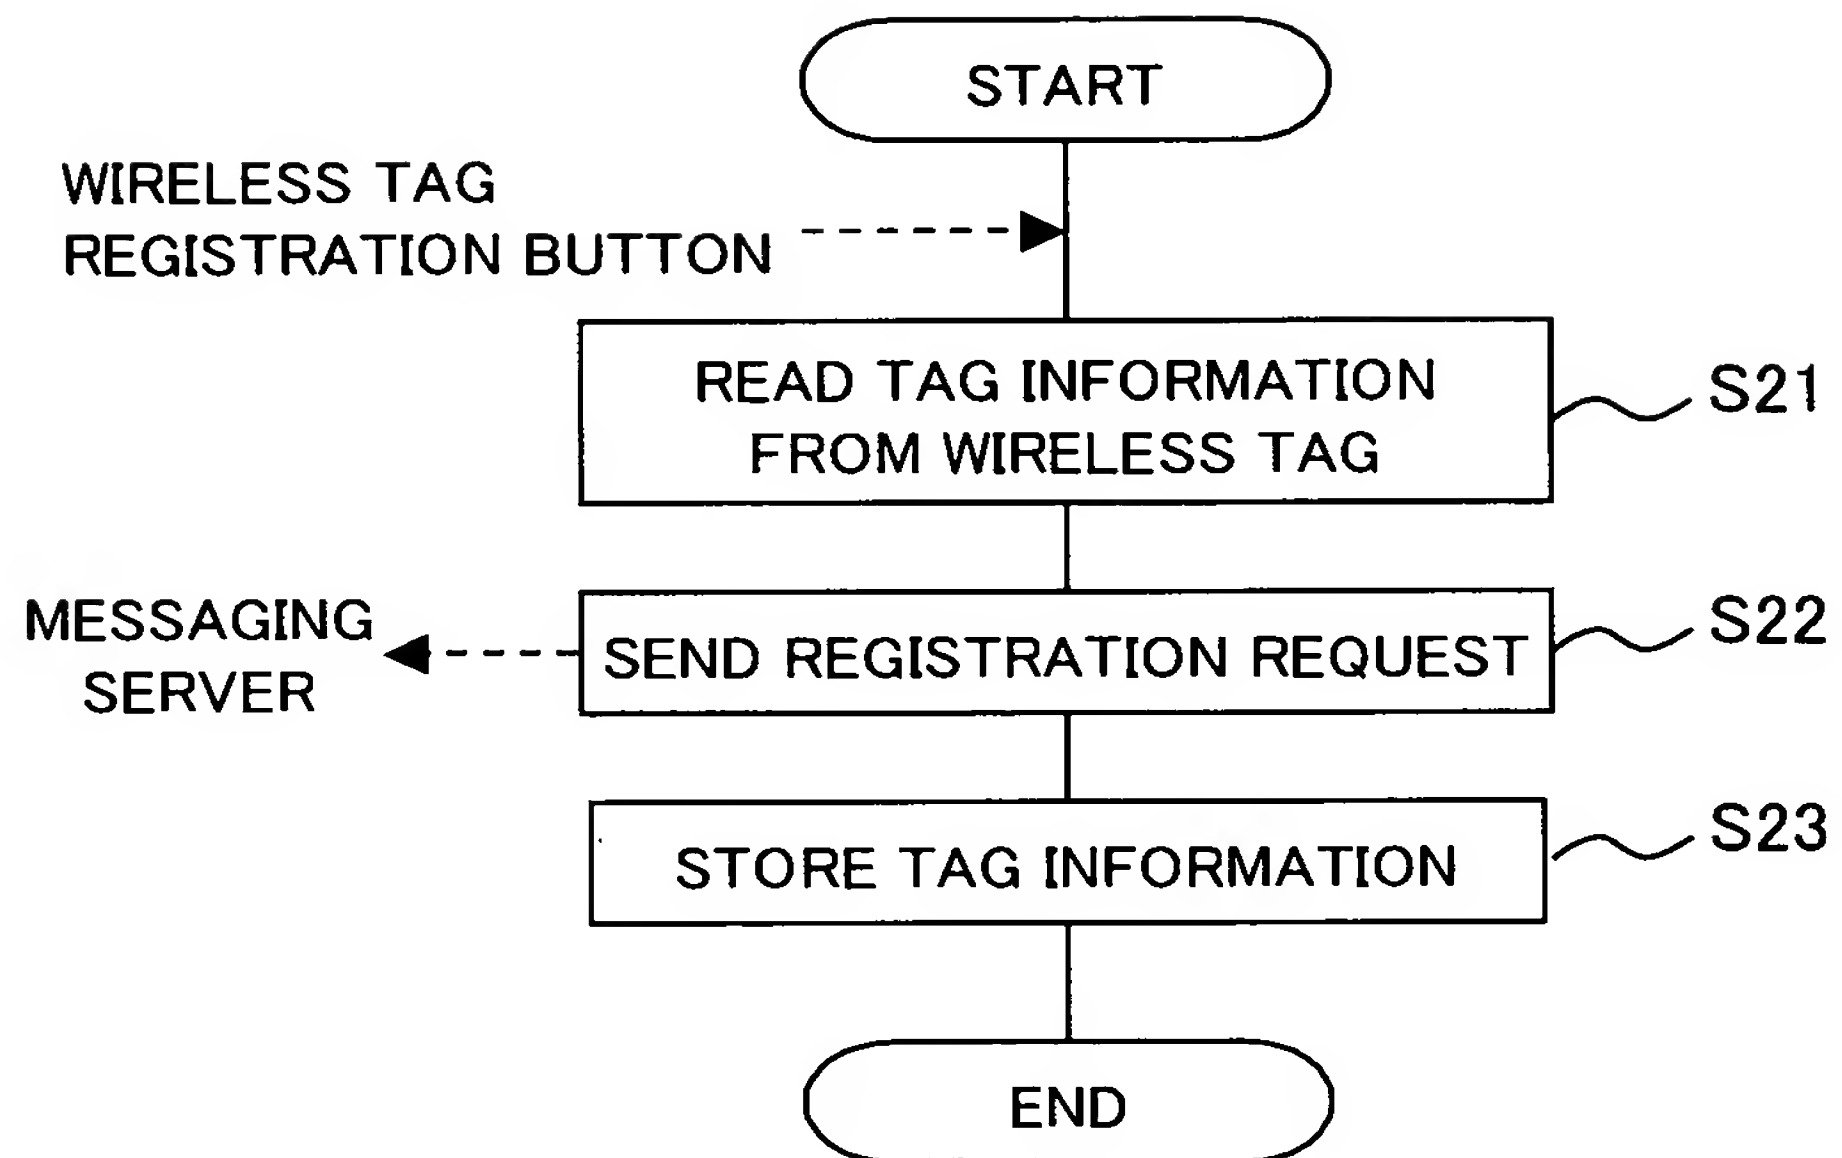 START
WIRELESS TAG
REGISTRATION BUTTON
READ TAG INFORMATION
FROM WIRELESS TAG
S21
MESSAGING
SERVER
SEND REGISTRATION REQUEST
S22
STORE TAG INFORMATION
S23
END